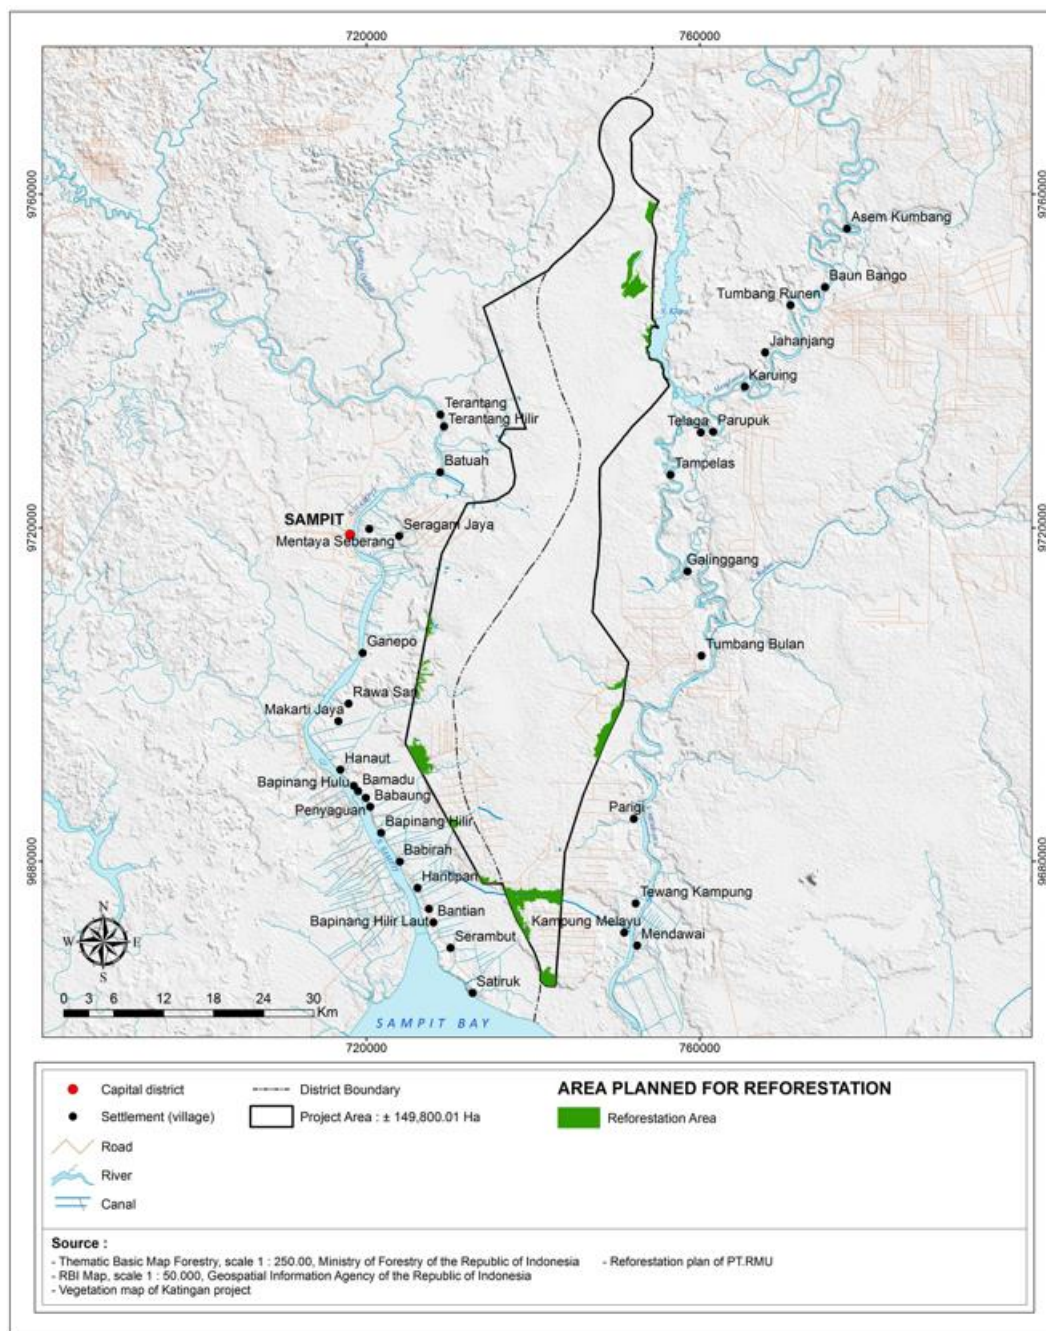 720000
760000
9760000
9760000
Asem Kumbang
Baun Bango
Tumbang Runen
Jahanjang
Karuing
Terantang
Terantang Hilir
Telaga
Parupuk
Batuah
Tampelas
SAMPIT
Seragam Jaya
Mentaya Seberang
9720000
9720000
Galinggang
Ganepo
Tumbang Bulan
Rawa Sari
Makarti Jaya
Hanaut
Bapinang Hulu
Bamadu
Babaung
Penyaguan
Parigi
Bapinang Hilir
9680000
9680000
Babirah
Hantipan
Tewang Kampung
Bantian
Bapinang Hilir Laut
Kampung Melayu
Mendawai
Serambut
N
W
E
S
Satiruk
0 3 6 12 18 24 30
Km
SAMPIT BAY
720000
760000
Capital district
District Boundary
AREA PLANNED FOR REFORESTATION
Settlement (village)
Project Area : ± 149,800.01 Ha
Reforestation Area
Road
River
Canal
Source :
- Thematic Basic Map Forestry, scale 1 : 250.00, Ministry of Forestry of the Republic of Indonesia
- Reforestation plan of PT.RMU
- RBI Map, scale 1 : 50.000, Geospatial Information Agency of the Republic of Indonesia
- Vegetation map of Katingan project